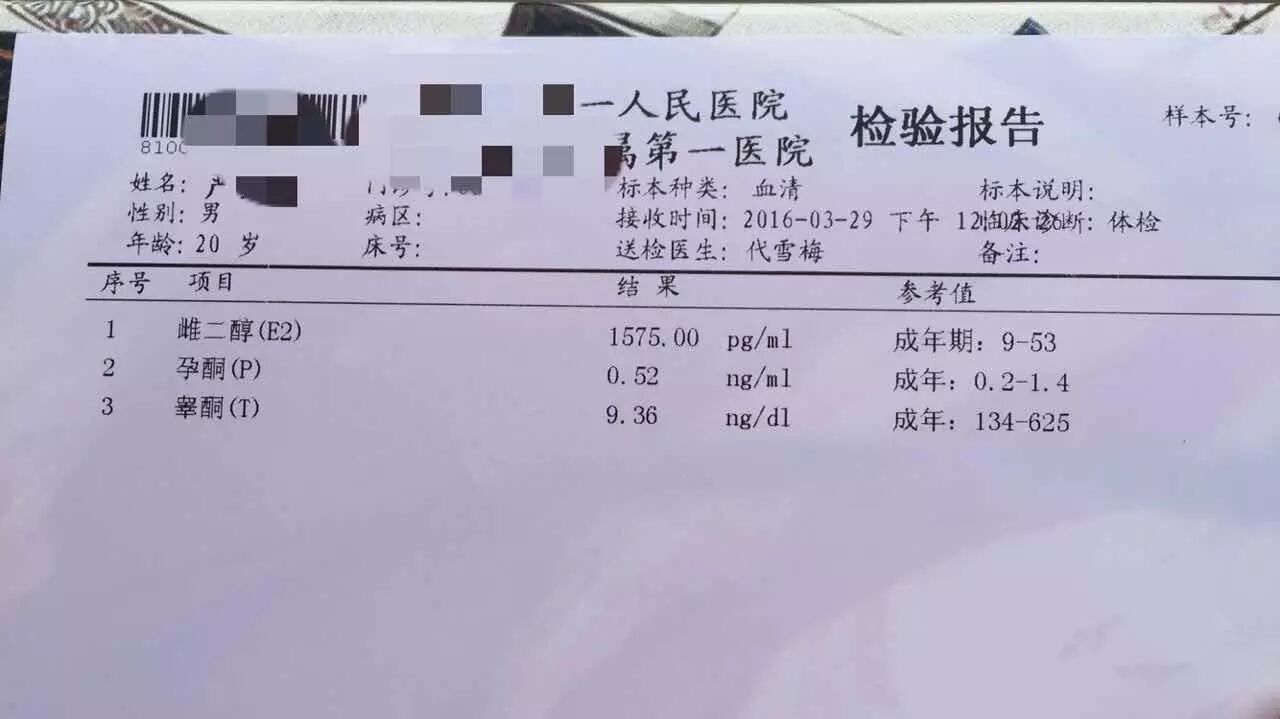 一人民医院
属第一医院
检验报告
样本号:
8100
姓名:
标本种类: 血清
标本说明:
性别: 男
病区:
接收时间: 2016-03-29 下午
临床诊断: 体检
年龄: 20 岁
床号:
送检医生: 代雪梅
备注:
序号 项目 结果 参考值
1 雌二醇(E2) 1575.00 pg/ml 成年期: 9-53
2 孕酮(P) 0.52 ng/ml 成年: 0.2-1.4
3 睾酮(T) 9.36 ng/dl 成年: 134-625